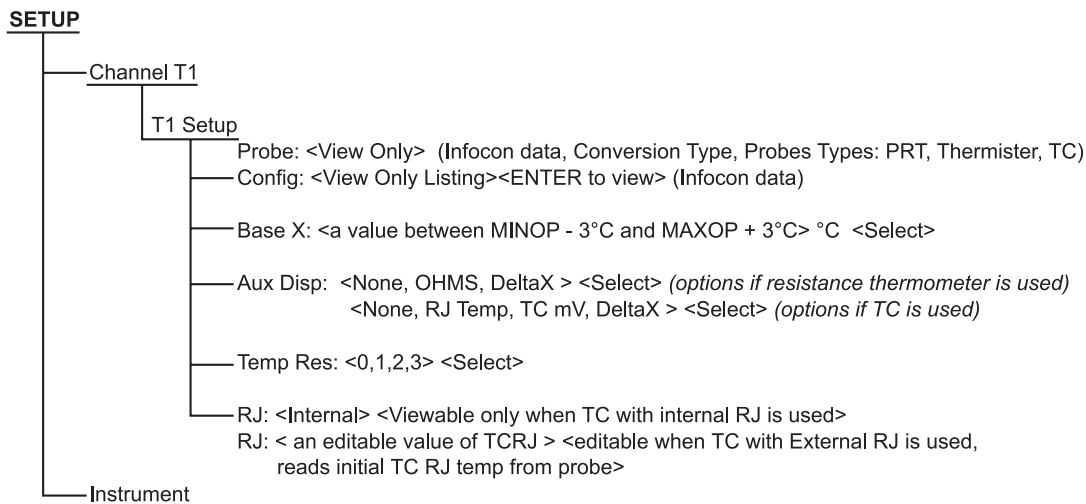 SETUP
Channel T1
T1 Setup
Probe: <View Only> (Infocon data, Conversion Type, Probes Types: PRT, Thermister, TC)
Config: <View Only Listing><ENTER to view> (Infocon data)
Base X: <a value between MINOP - 3°C and MAXOP + 3°C> °C <Select>
Aux Disp: <None, OHMS, DeltaX > <Select> (options if resistance thermometer is used)
<None, RJ Temp, TC mV, DeltaX > <Select> (options if TC is used)
Temp Res: <0,1,2,3> <Select>
RJ: <Internal> <Viewable only when TC with internal RJ is used>
RJ: < an editable value of TCRJ > <editable when TC with External RJ is used,
reads initial TC RJ temp from probe>
Instrument